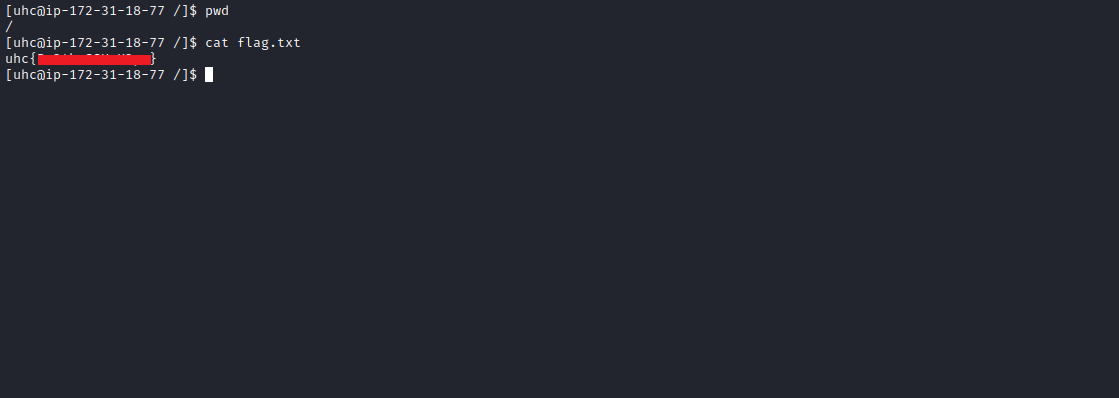 [uhc@ip-172-31-18-77 /]$ pwd
/
[uhc@ip-172-31-18-77 /]$ cat flag.txt
uhc{}
[uhc@ip-172-31-18-77 /]$